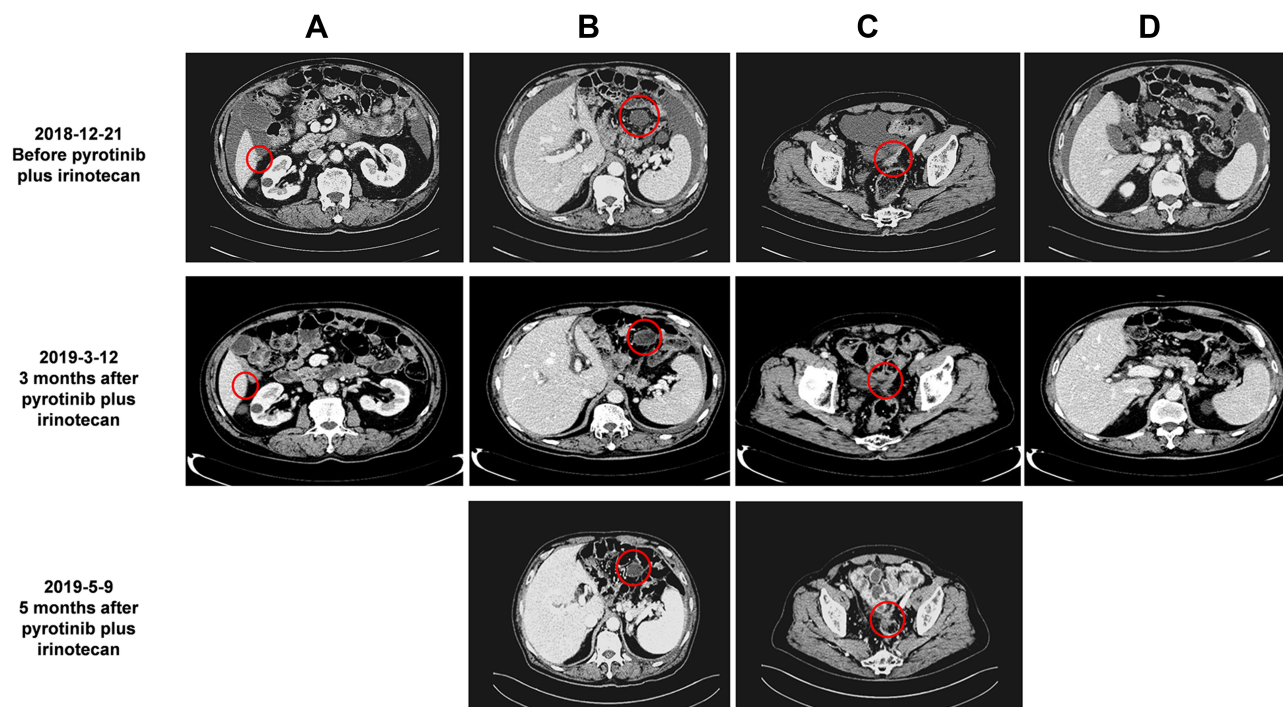 A B C D
2018-12-21
Before pyrotinib
plus irinotecan
2019-3-12
3 months after
pyrotinib plus
irinotecan
2019-5-9
5 months after
pyrotinib plus
irinotecan